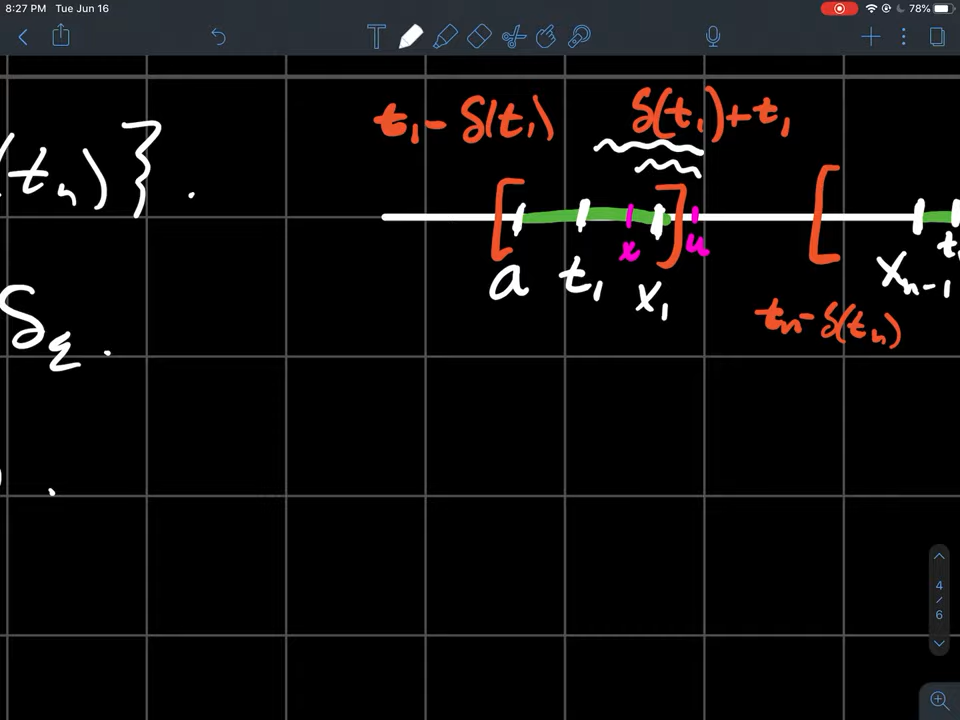 8:27 PM Tue Jun 16
78%
T
t₁ - δ(t₁)
δ(t₁) + t₁
(tₙ) } .
[ ] [
x u
a t₁ x₁ xₙ₋₁
tₙ - δ(tₙ)
.
.
4
/
6